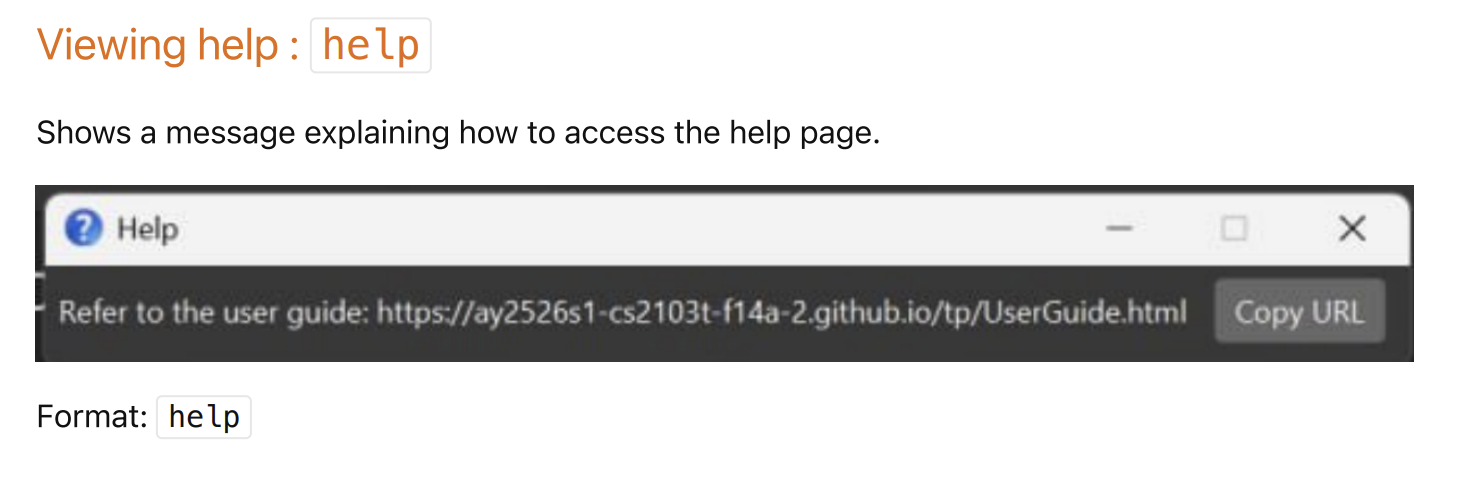 Viewing help : help
Shows a message explaining how to access the help page.
Help
Refer to the user guide: https://ay2526s1-cs2103t-f14a-2.github.io/tp/UserGuide.html Copy URL
Format: help